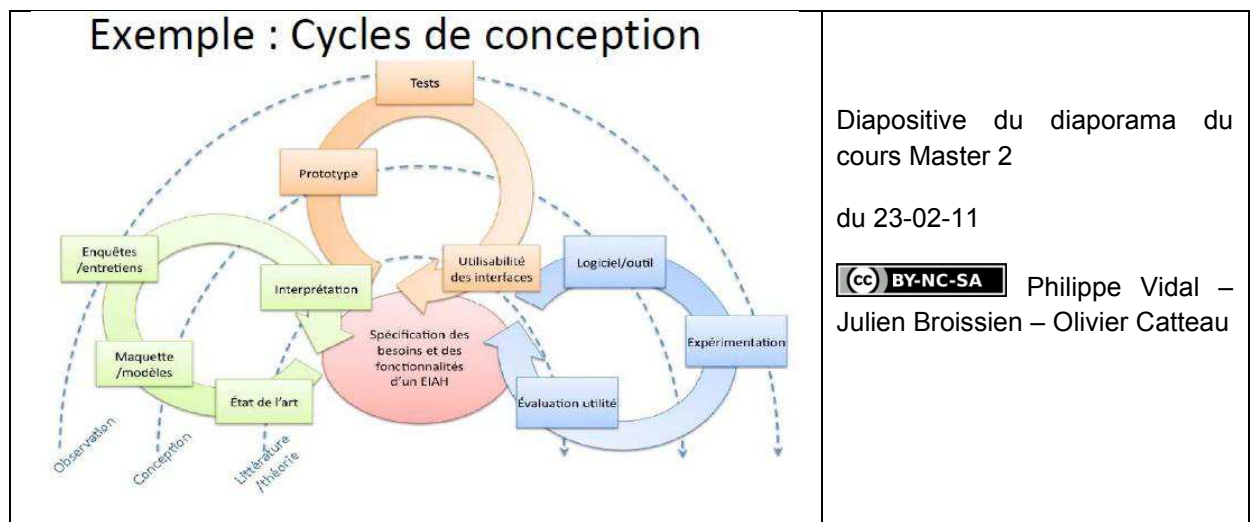 Exemple : Cycles de conception
Tests
Prototype
Enquêtes
/entretiens
Interprétation
Utilisabilité
des interfaces
Logiciel/outil
Maquette
/modèles
Spécification des
besoins et des
fonctionnalités
d'un EIAH
Expérimentation
État de l'art
Évaluation utilité
Observation
Conception
Littérature
/théorie
Diapositive du diaporama du
cours Master 2
du 23-02-11
(cc) BY-NC-SA Philippe Vidal –
Julien Broissien – Olivier Catteau